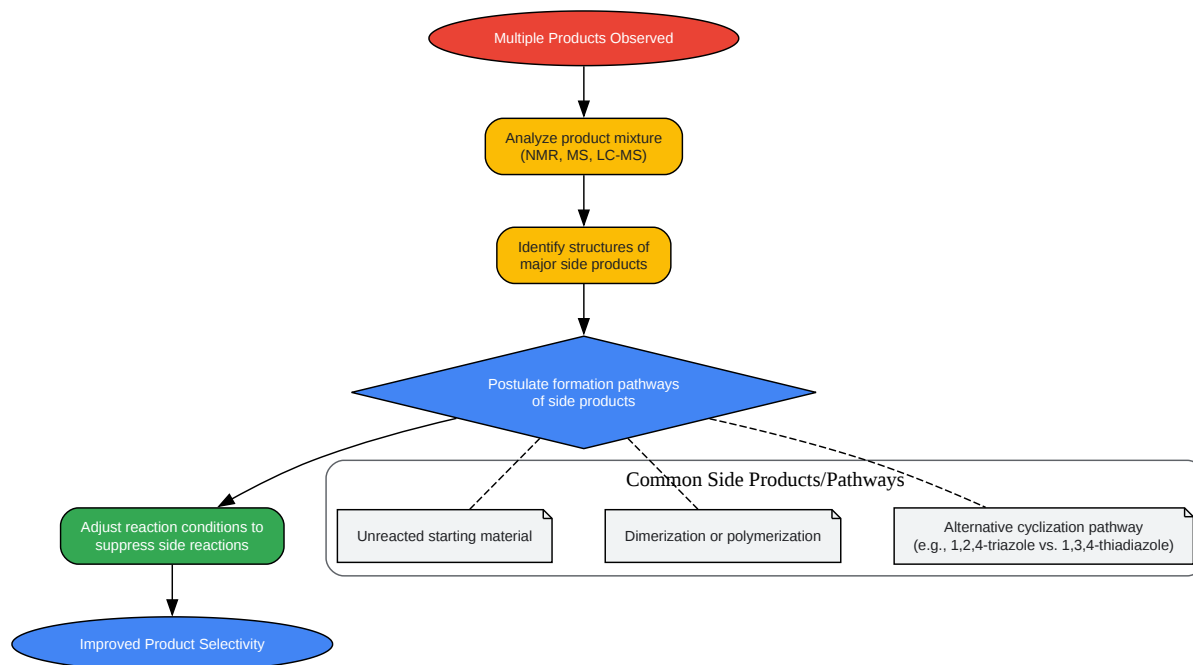 Multiple Products Observed
Analyze product mixture
(NMR, MS, LC-MS)
Identify structures of
major side products
Postulate formation pathways
of side products
Common Side Products/Pathways
Adjust reaction conditions to
suppress side reactions
Unreacted starting material
Dimerization or polymerization
Alternative cyclization pathway
(e.g., 1,2,4-triazole vs. 1,3,4-thiadiazole)
Improved Product Selectivity